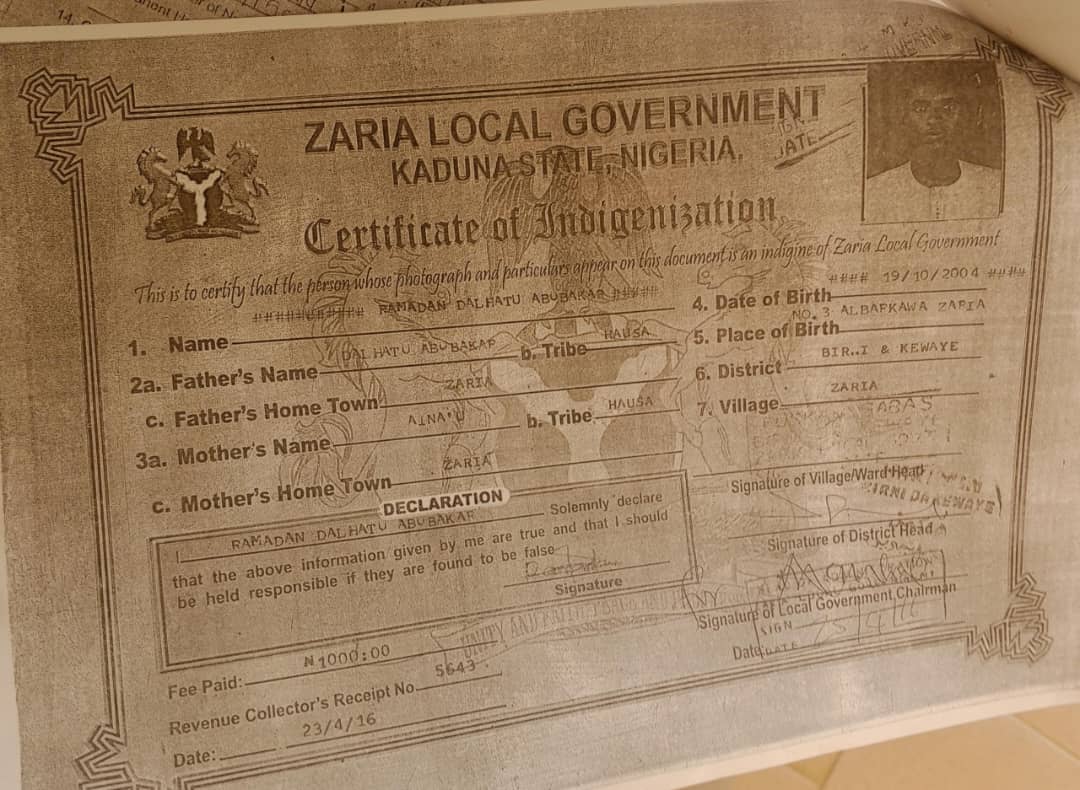 14.
ZARIA LOCAL GOVERNMENT
KADUNA STATE, NIGERIA.
Certificate of Indigenization
This is to certify that the person whose photograph and particulars appear on this document is an indigine of Zaria Local Government
1. Name RAMADAN DALHATU ABUBAKAR
4. Date of Birth #### 19/10/2004 ####
2a. Father's Name DALHATU ABUBAKAR b. Tribe HAUSA
5. Place of Birth NO. 3 ALBARKAWA ZARIA
c. Father's Home Town ZARIA
6. District BIRNI & KEWAYE
3a. Mother's Name AINA'U b. Tribe HAUSA
7. Village ZARIA
c. Mother's Home Town ZARIA
Signature of Village/Ward Head
DECLARATION
I RAMADAN DALHATU ABUBAKAR Solemnly declare
that the above information given by me are true and that I should
be held responsible if they are found to be false
Signature
Signature of District Head
Signature of Local Government Chairman
SIGN
Date DATE
Fee Paid: N1000:00
Revenue Collector's Receipt No. 5643
Date: 23/4/16